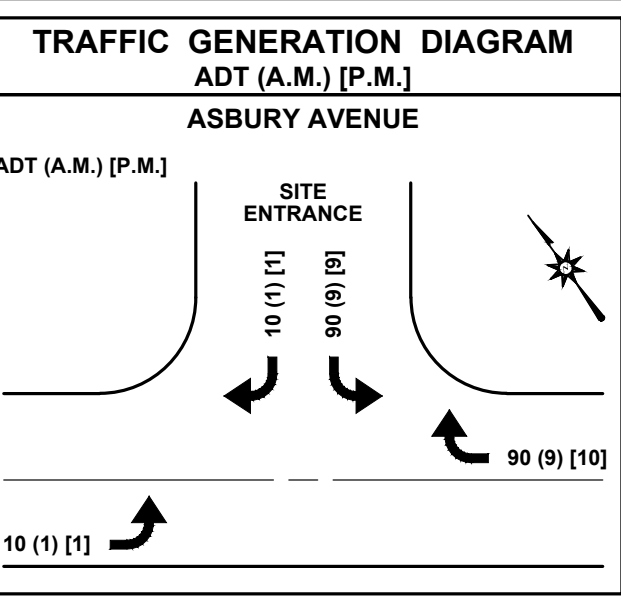 TRAFFIC GENERATION DIAGRAM
ADT (A.M.) [P.M.]
ASBURY AVENUE
ADT (A.M.) [P.M.]
SITE
ENTRANCE
10 (1) [1]
90 (9) [9]
N
90 (9) [10]
10 (1) [1]